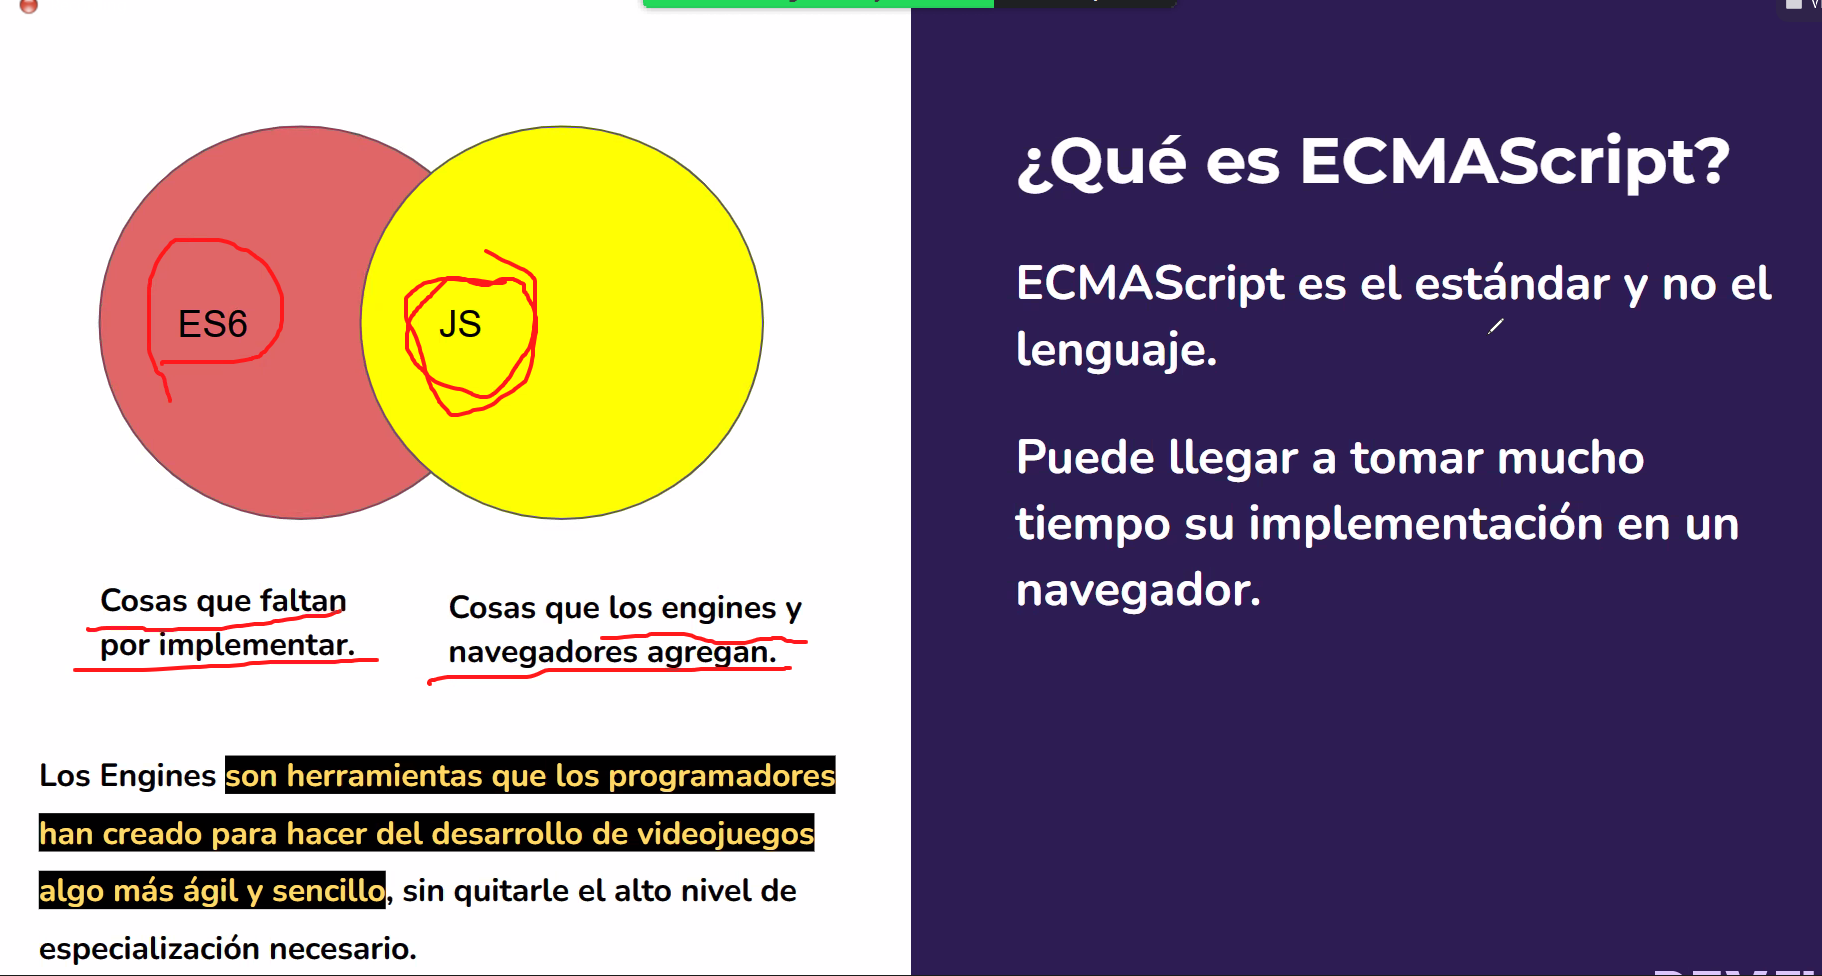 ES6
JS
Cosas que faltan
por implementar.
Cosas que los engines y
navegadores agregan.
Los Engines son herramientas que los programadores
han creado para hacer del desarrollo de videojuegos
algo más ágil y sencillo, sin quitarle el alto nivel de
especialización necesario.
¿Qué es ECMAScript?
ECMAScript es el estándar y no el
lenguaje.
Puede llegar a tomar mucho
tiempo su implementación en un
navegador.